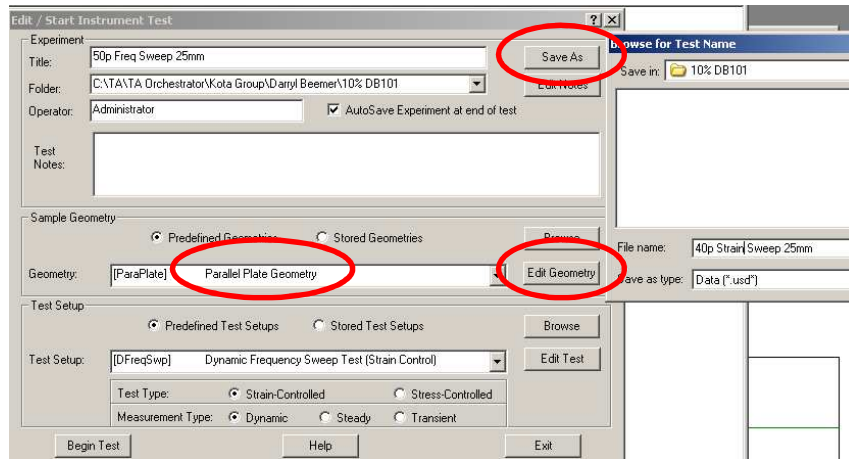 Edit / Start Instrument Test
Experiment
Title: 50p Freq Sweep 25mm Save As
Folder: C:\TA\TA Orchestrator\Kota Group\Darryl Beemer\10% DB101 Edit Notes
Operator: Administrator AutoSave Experiment at end of test
Test
Notes:
Sample Geometry
Predefined Geometries Stored Geometries Browse
Geometry: [ParaPlate] Parallel Plate Geometry Edit Geometry
Test Setup
Predefined Test Setups Stored Test Setups Browse
Test Setup: [DFreqSwp] Dynamic Frequency Sweep Test (Strain Control) Edit Test
Test Type: Strain-Controlled Stress-Controlled
Measurement Type: Dynamic Steady Transient
Begin Test Help Exit
Browse for Test Name
Save in: 10% DB101
File name: 40p Strain Sweep 25mm
Save as type: Data (*.usd*)